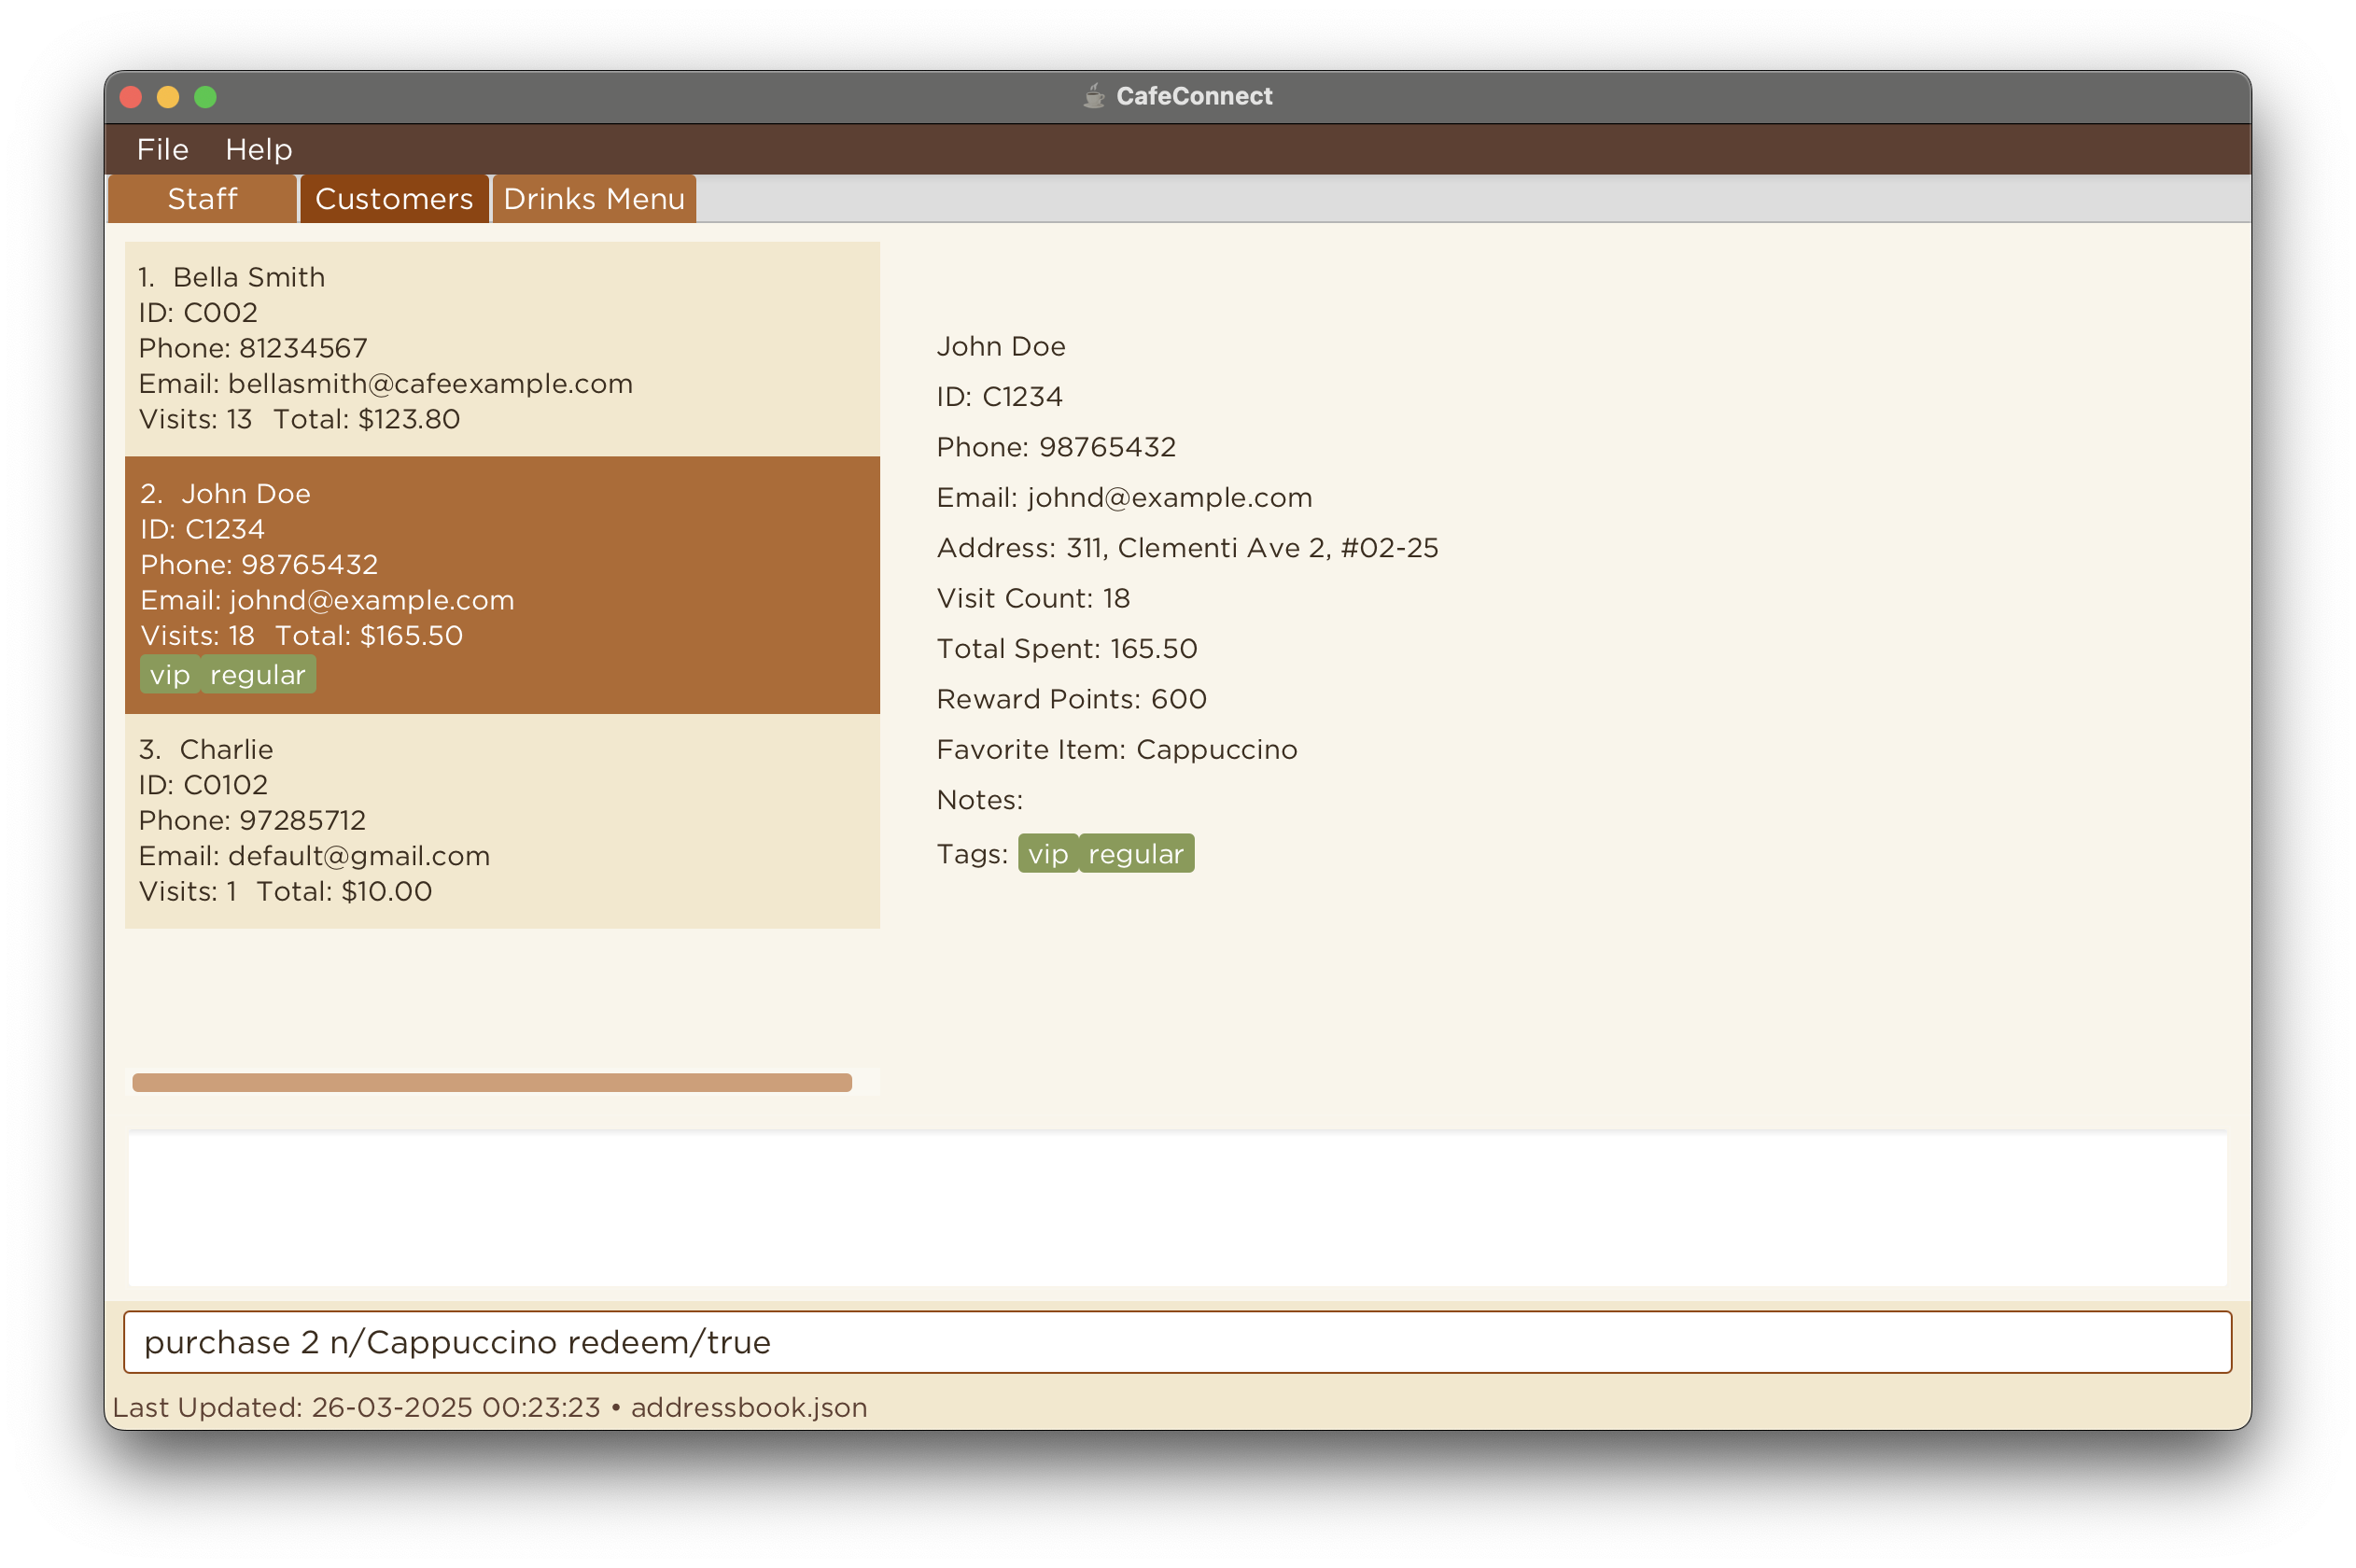 CafeConnect
File Help
Staff Customers Drinks Menu
1. Bella Smith
ID: C002
Phone: 81234567
Email: bellasmith@cafeexample.com
Visits: 13 Total: $123.80
2. John Doe
ID: C1234
Phone: 98765432
Email: johnd@example.com
Visits: 18 Total: $165.50
vip regular
3. Charlie
ID: C0102
Phone: 97285712
Email: default@gmail.com
Visits: 1 Total: $10.00
John Doe
ID: C1234
Phone: 98765432
Email: johnd@example.com
Address: 311, Clementi Ave 2, #02-25
Visit Count: 18
Total Spent: 165.50
Reward Points: 600
Favorite Item: Cappuccino
Notes:
Tags: vip regular
purchase 2 n/Cappuccino redeem/true
Last Updated: 26-03-2025 00:23:23 • addressbook.json